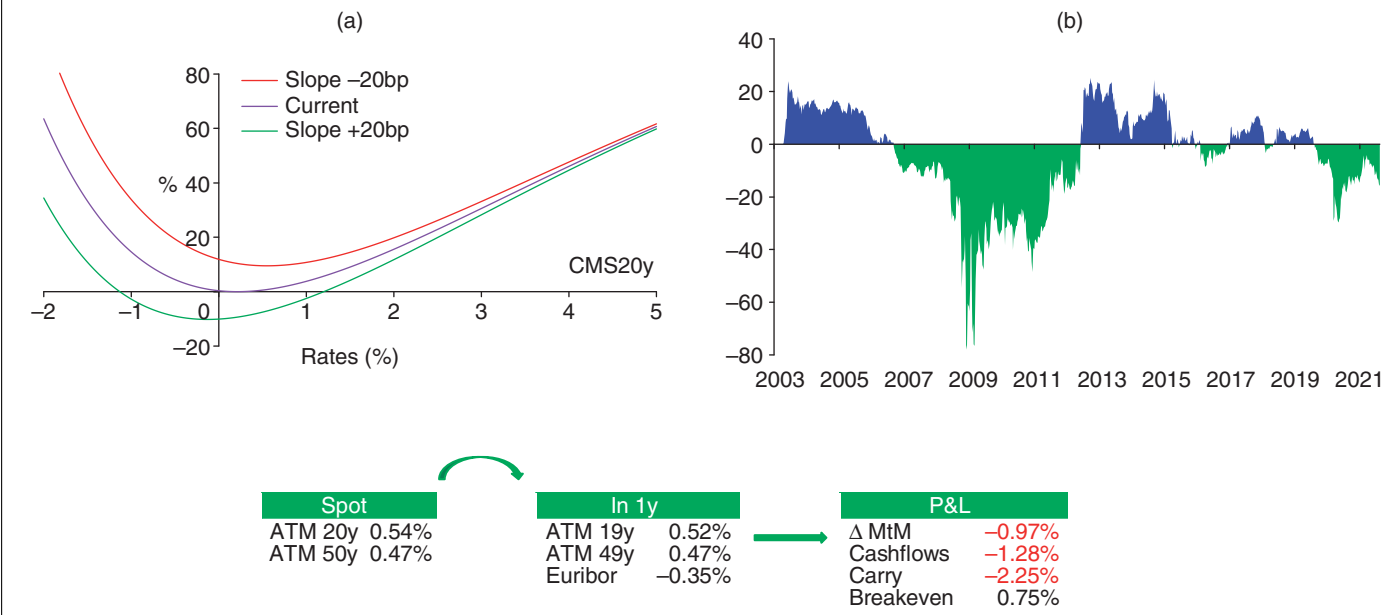 (a)
80
60
40
20
0
−20
%
Slope −20bp
Current
Slope +20bp
CMS20y
−2 −1 1 2 3 4 5
Rates (%)
(b)
40
20
0
−20
−40
−60
−80
2003 2005 2007 2009 2011 2013 2015 2017 2019 2021
Spot
ATM 20y 0.54%
ATM 50y 0.47%
In 1y
ATM 19y 0.52%
ATM 49y 0.47%
Euribor −0.35%
P&L
Δ MtM −0.97%
Cashflows −1.28%
Carry −2.25%
Breakeven 0.75%